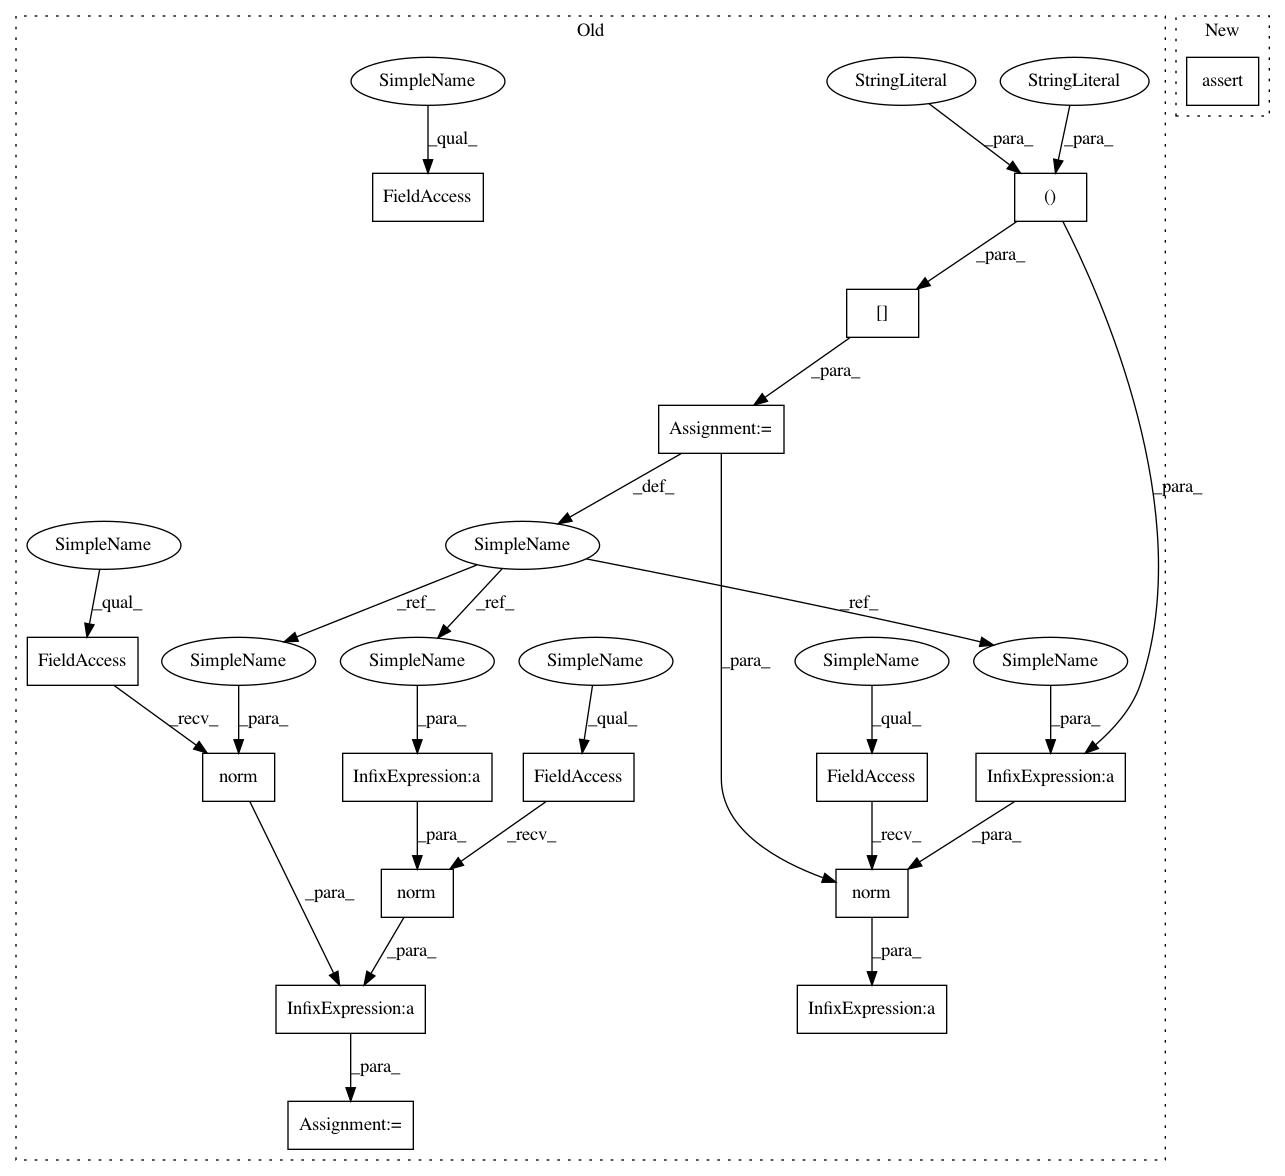 Old
New
SimpleName
StringLiteral
StringLiteral
assert
_qual_
_para_
_para_
FieldAccess
()
_para_
[]
_para_
Assignment:=
_def_
_para_
SimpleName
SimpleName
_qual_
_ref_
_ref_
_ref_
FieldAccess
SimpleName
SimpleName
SimpleName
SimpleName
SimpleName
_para_
_recv_
_para_
_para_
_qual_
_qual_
_para_
norm
InfixExpression:a
FieldAccess
FieldAccess
InfixExpression:a
_para_
_recv_
_recv_
_para_
_para_
norm
norm
_para_
_para_
InfixExpression:a
InfixExpression:a
_para_
Assignment:=